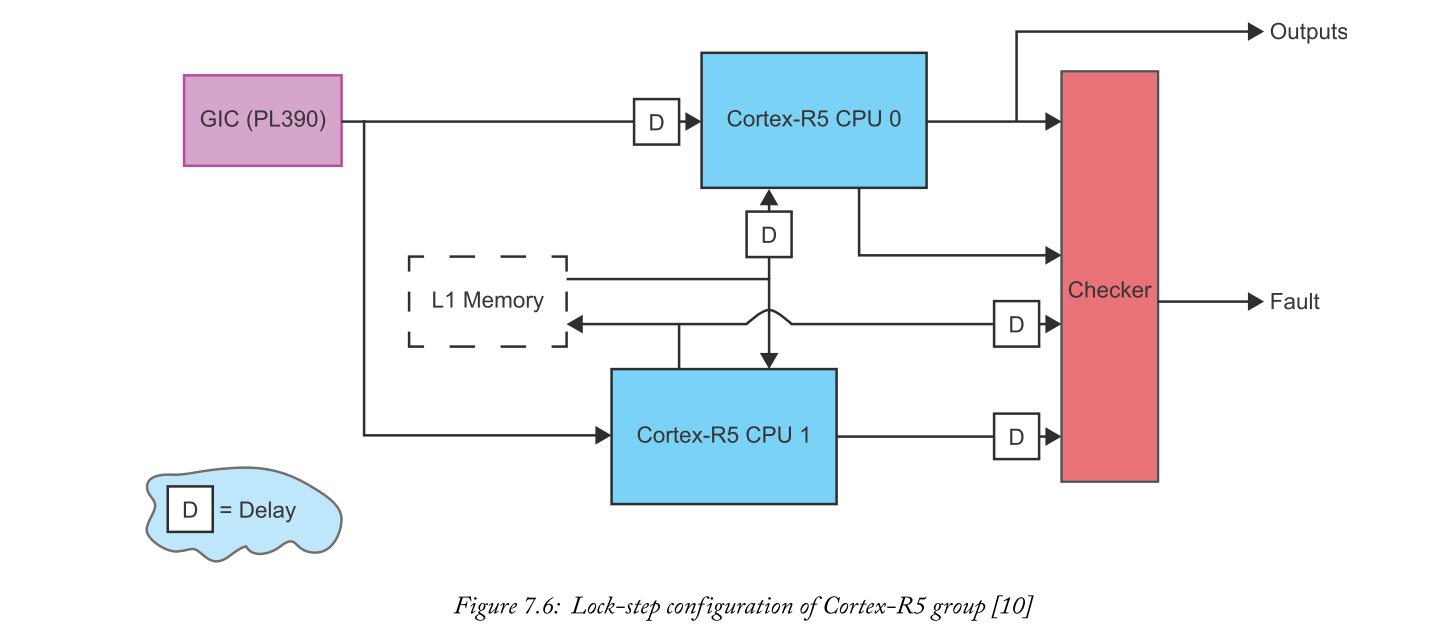 Outputs
GIC (PL390)
D
Cortex-R5 CPU 0
D
L1 Memory
Checker
Fault
D
Cortex-R5 CPU 1
D
D = Delay
Figure 7.6: Lock-step configuration of Cortex-R5 group [10]